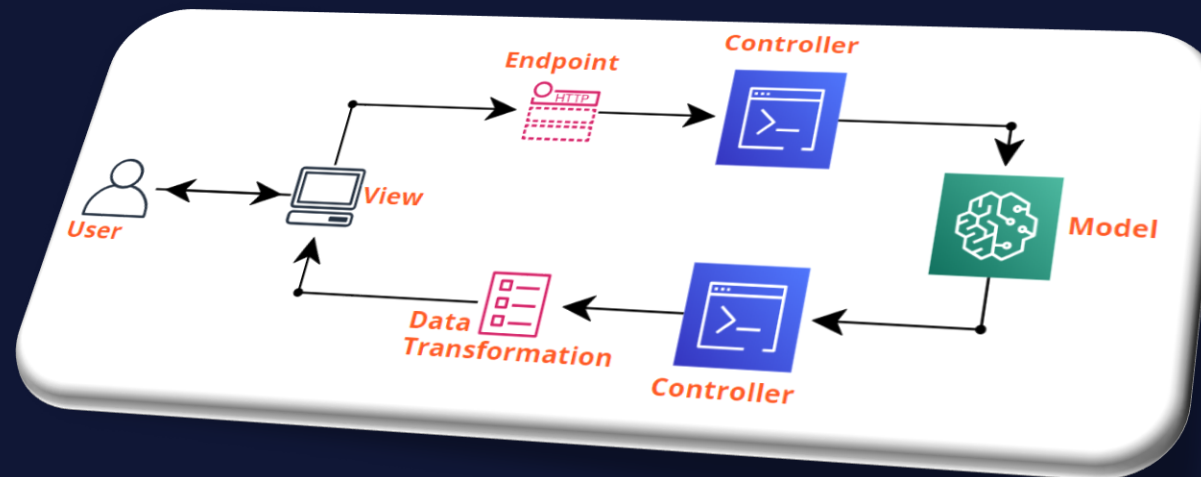 Controller
Endpoint
HTTP
View
User
Model
Data
Transformation
Controller